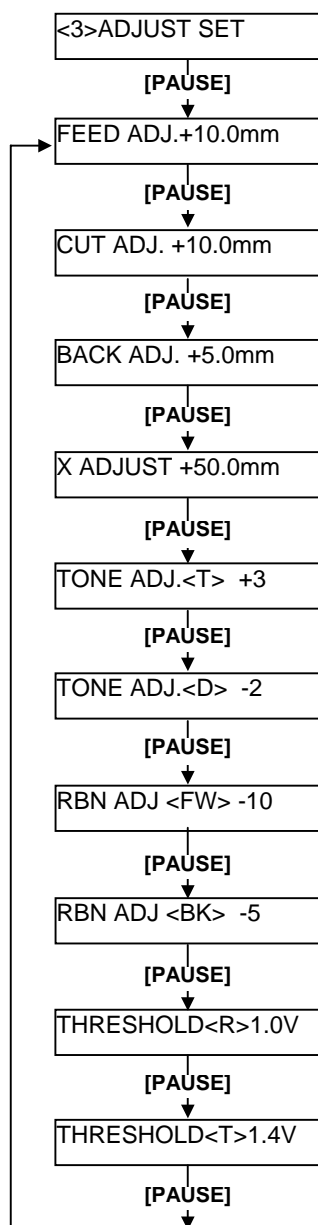 <3>ADJUST SET
[PAUSE]
FEED ADJ.+10.0mm
[PAUSE]
CUT ADJ. +10.0mm
[PAUSE]
BACK ADJ. +5.0mm
[PAUSE]
X ADJUST +50.0mm
[PAUSE]
TONE ADJ.<T> +3
[PAUSE]
TONE ADJ.<D> -2
[PAUSE]
RBN ADJ <FW> -10
[PAUSE]
RBN ADJ <BK> -5
[PAUSE]
THRESHOLD<R>1.0V
[PAUSE]
THRESHOLD<T>1.4V
[PAUSE]